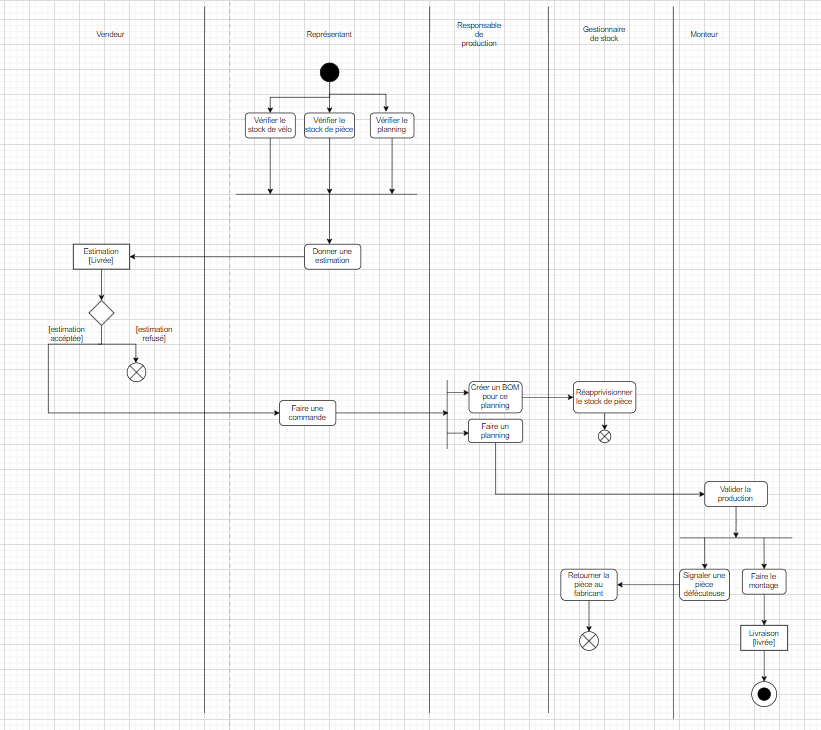 Vendeur
Représentant
Responsable
de
production
Gestionnaire
de stock
Monteur
Vérifier le
stock de vélo
Vérifier le
stock de pièce
Vérifier le
planning
Estimation
[Livrée]
Donner une
estimation
[estimation
accéptée]
[estimation
refusé]
Créer un BOM
pour ce
planning
Réapprivisionner
le stock de pièce
Faire une
commande
Faire un
planning
Valider la
production
Retourner la
pièce au
fabricant
Signaler une
pièce
défécuteuse
Faire le
montage
Livraison
[livrée]